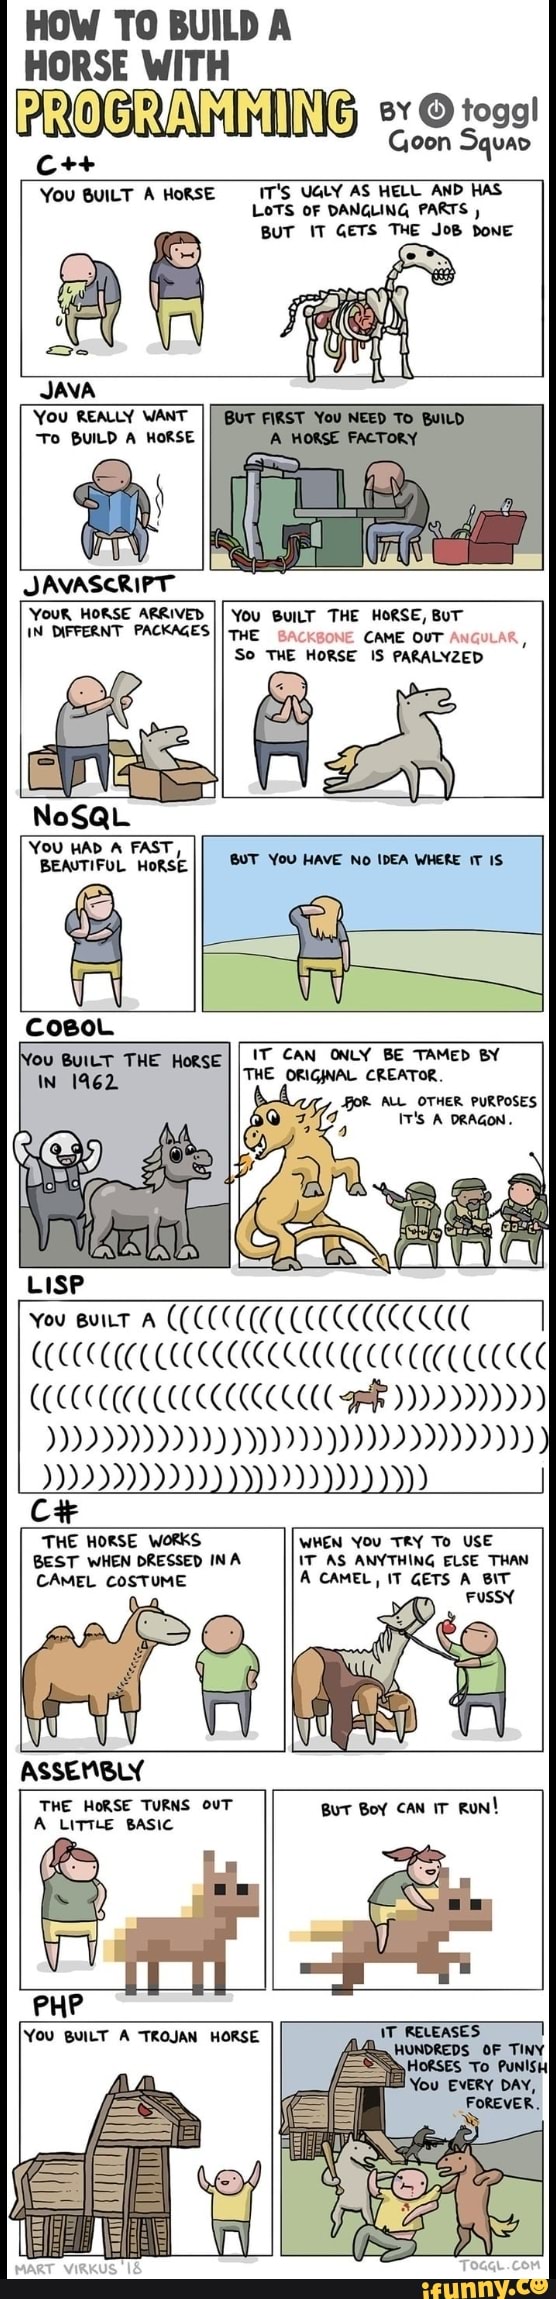 HOW TO BUILD A
HORSE WITH
PROGRAMMING
BY toggl
Goon Squad
C++
YOU BUILT A HORSE
IT'S UGLY AS HELL AND HAS
LOTS OF DANGLING PARTS,
BUT IT GETS THE JOB DONE
JAVA
YOU REALLY WANT
TO BUILD A HORSE
BUT FIRST YOU NEED TO BUILD
A HORSE FACTORY
JAVASCRIPT
YOUR HORSE ARRIVED
IN DIFFERNT PACKAGES
YOU BUILT THE HORSE, BUT
THE BACKBONE CAME OUT ANGULAR,
SO THE HORSE IS PARALYZED
NoSQL
YOU HAD A FAST,
BEAUTIFUL HORSE
BUT YOU HAVE NO IDEA WHERE IT IS
COBOL
YOU BUILT THE HORSE
IN 1962
IT CAN ONLY BE TAMED BY
THE ORIGINAL CREATOR.
FOR ALL OTHER PURPOSES
IT'S A DRAGON.
LISP
YOU BUILT A (((((((((((((((((((((((
(((((((((((((((((((((((((((((((((((((((
((((((((((((((((((((((( ))))))))))))
)))))))))))))))))))))))))))))))))))))))
))))))))))))))))))))))))))))))
C#
THE HORSE WORKS
BEST WHEN DRESSED IN A
CAMEL COSTUME
WHEN YOU TRY TO USE
IT AS ANYTHING ELSE THAN
A CAMEL, IT GETS A BIT
FUSSY
ASSEMBLY
THE HORSE TURNS OUT
A LITTLE BASIC
BUT BOY CAN IT RUN!
PHP
YOU BUILT A TROJAN HORSE
IT RELEASES
HUNDREDS OF TINY
HORSES TO PUNISH
YOU EVERY DAY,
FOREVER.
MART VIRKUS '18
TOGGL.COM
ifunny.co